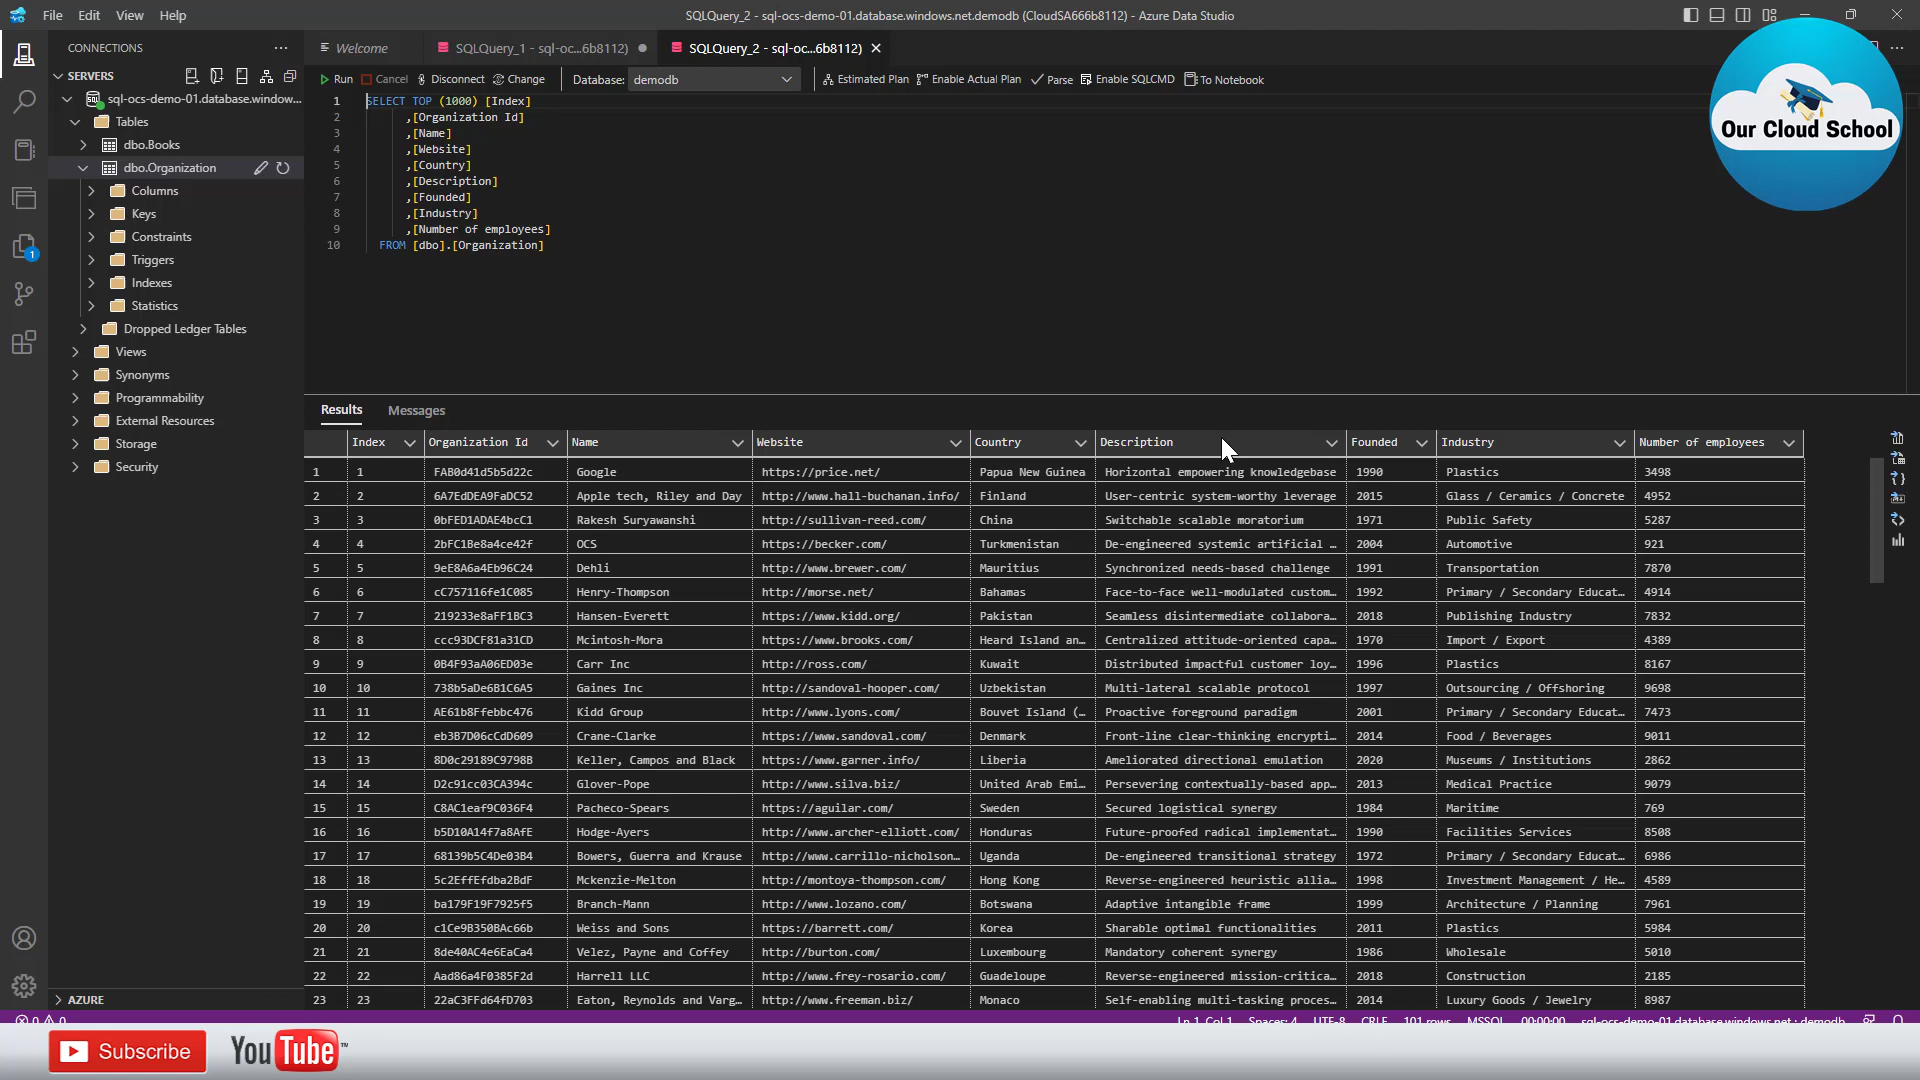 File Edit View Help
SQLQuery_2 - sql-ocs-demo-01.database.windows.net.demodb (CloudSA666b8112) - Azure Data Studio
CONNECTIONS
Welcome
SQLQuery_1 - sql-oc...6b8112)
SQLQuery_2 - sql-oc...6b8112)
SERVERS
Run Cancel Disconnect Change Database: demodb Estimated Plan Enable Actual Plan Parse Enable SQLCMD To Notebook
sql-ocs-demo-01.database.window...
Tables
dbo.Books
dbo.Organization
Columns
Keys
Constraints
Triggers
Indexes
Statistics
Dropped Ledger Tables
Views
Synonyms
Programmability
External Resources
Storage
Security
AZURE
1
1 SELECT TOP (1000) [Index]
2 ,[Organization Id]
3 ,[Name]
4 ,[Website]
5 ,[Country]
6 ,[Description]
7 ,[Founded]
8 ,[Industry]
9 ,[Number of employees]
10 FROM [dbo].[Organization]
Our Cloud School
Results Messages
Index Organization Id Name Website Country Description Founded Industry Number of employees
1 1 FAB0d41d5b5d22c Google https://price.net/ Papua New Guinea Horizontal empowering knowledgebase 1990 Plastics 3498
2 2 6A7EdDEA9FaDC52 Apple tech, Riley and Day http://www.hall-buchanan.info/ Finland User-centric system-worthy leverage 2015 Glass / Ceramics / Concrete 4952
3 3 0bFED1ADAE4bcC1 Rakesh Suryawanshi http://sullivan-reed.com/ China Switchable scalable moratorium 1971 Public Safety 5287
4 4 2bFC1Be8a4ce42f OCS https://becker.com/ Turkmenistan De-engineered systemic artificial … 2004 Automotive 921
5 5 9eE8A6a4Eb96C24 Dehli http://www.brewer.com/ Mauritius Synchronized needs-based challenge 1991 Transportation 7870
6 6 cC757116fe1C085 Henry-Thompson http://morse.net/ Bahamas Face-to-face well-modulated custom… 1992 Primary / Secondary Educat… 4914
7 7 219233e8aFF1BC3 Hansen-Everett https://www.kidd.org/ Pakistan Seamless disintermediate collabora… 2018 Publishing Industry 7832
8 8 ccc93DCF81a31CD Mcintosh-Mora https://www.brooks.com/ Heard Island an… Centralized attitude-oriented capa… 1970 Import / Export 4389
9 9 0B4F93aA06ED03e Carr Inc http://ross.com/ Kuwait Distributed impactful customer loy… 1996 Plastics 8167
10 10 738b5aDe6B1C6A5 Gaines Inc http://sandoval-hooper.com/ Uzbekistan Multi-lateral scalable protocol 1997 Outsourcing / Offshoring 9698
11 11 AE61b8Ffebbc476 Kidd Group http://www.lyons.com/ Bouvet Island (… Proactive foreground paradigm 2001 Primary / Secondary Educat… 7473
12 12 eb3B7D06cCdD609 Crane-Clarke https://www.sandoval.com/ Denmark Front-line clear-thinking encrypti… 2014 Food / Beverages 9011
13 13 8D0c29189C9798B Keller, Campos and Black https://www.garner.info/ Liberia Ameliorated directional emulation 2020 Museums / Institutions 2862
14 14 D2c91cc03CA394c Glover-Pope http://www.silva.biz/ United Arab Emi… Persevering contextually-based app… 2013 Medical Practice 9079
15 15 C8AC1eaf9C036F4 Pacheco-Spears https://aguilar.com/ Sweden Secured logistical synergy 1984 Maritime 769
16 16 b5D10A14f7a8AfE Hodge-Ayers http://www.archer-elliott.com/ Honduras Future-proofed radical implementat… 1990 Facilities Services 8508
17 17 68139b5C4De03B4 Bowers, Guerra and Krause http://www.carrillo-nicholson… Uganda De-engineered transitional strategy 1972 Primary / Secondary Educat… 6986
18 18 5c2EffEfdba2BdF Mckenzie-Melton http://montoya-thompson.com/ Hong Kong Reverse-engineered heuristic allia… 1998 Investment Management / He… 4589
19 19 ba179F19F7925f5 Branch-Mann http://www.lozano.com/ Botswana Adaptive intangible frame 1999 Architecture / Planning 7961
20 20 c1Ce9B350BAc66b Weiss and Sons https://barrett.com/ Korea Sharable optimal functionalities 2011 Plastics 5984
21 21 8de40AC4e6EaCa4 Velez, Payne and Coffey http://burton.com/ Luxembourg Mandatory coherent synergy 1986 Wholesale 5010
22 22 Aad86a4F0385F2d Harrell LLC http://www.frey-rosario.com/ Guadeloupe Reverse-engineered mission-critica… 2018 Construction 2185
23 23 22aC3FFd64fD703 Eaton, Reynolds and Varg… http://www.freeman.biz/ Monaco Self-enabling multi-tasking proces… 2014 Luxury Goods / Jewelry 8987
0 0 Ln 1, Col 1 Spaces: 4 UTF-8 CRLF 101 rows MSSQL 00:00:00 sql-ocs-demo-01.database.windows.net : demodb
Subscribe YouTube ™